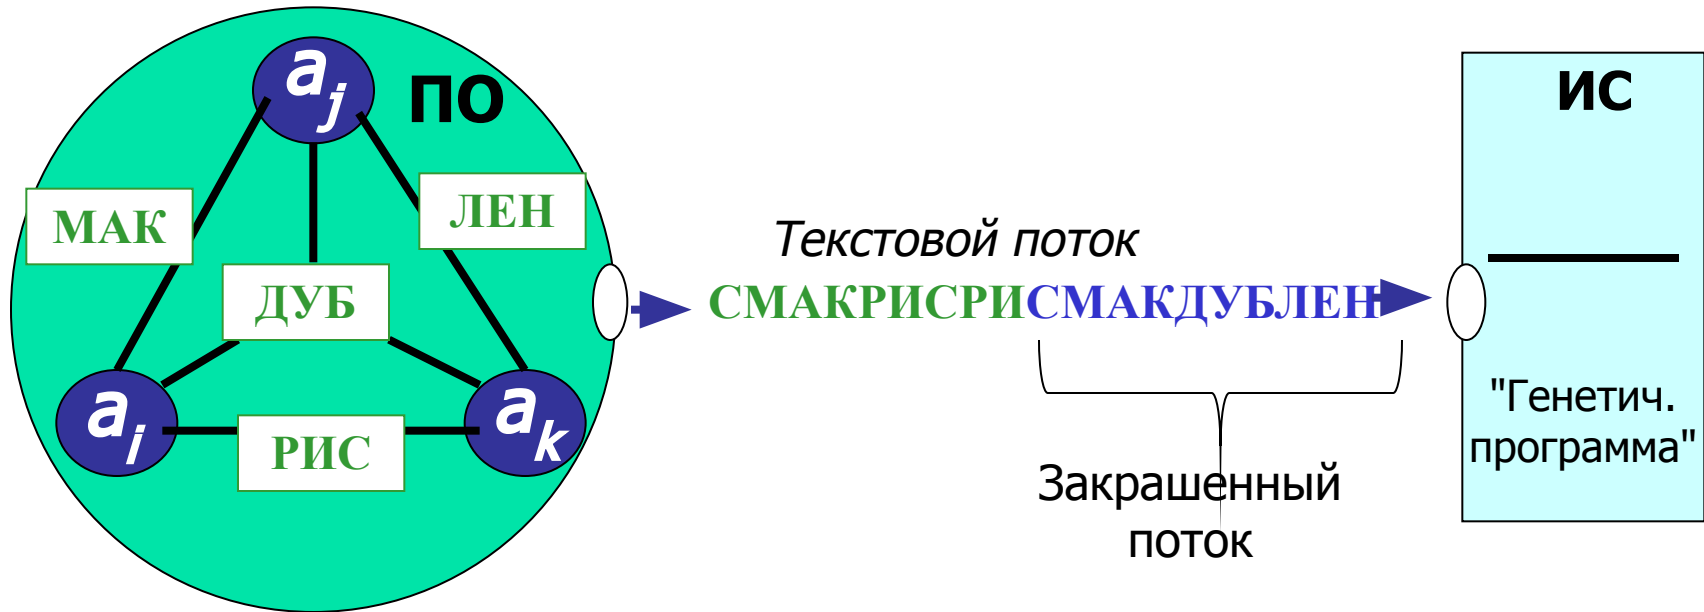 a_j
ПО
МАК
ЛЕН
ДУБ
a_i
РИС
a_k
Текстовой поток
СМАКРИСРИСМАКДУБЛЕН
Закрашенный
поток
ИС
"Генетич.
программа"